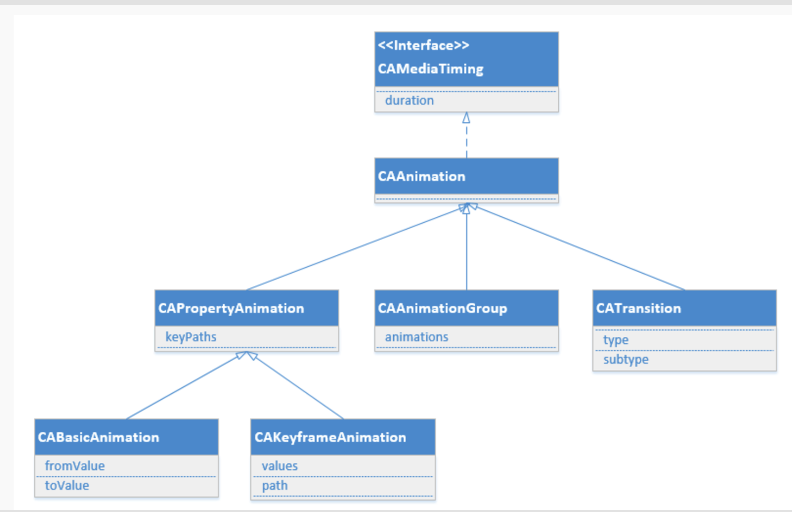 <<Interface>>
CAMediaTiming
duration
CAAnimation
CAPropertyAnimation
keyPaths
CAAnimationGroup
animations
CATransition
type
subtype
CABasicAnimation
fromValue
toValue
CAKeyframeAnimation
values
path